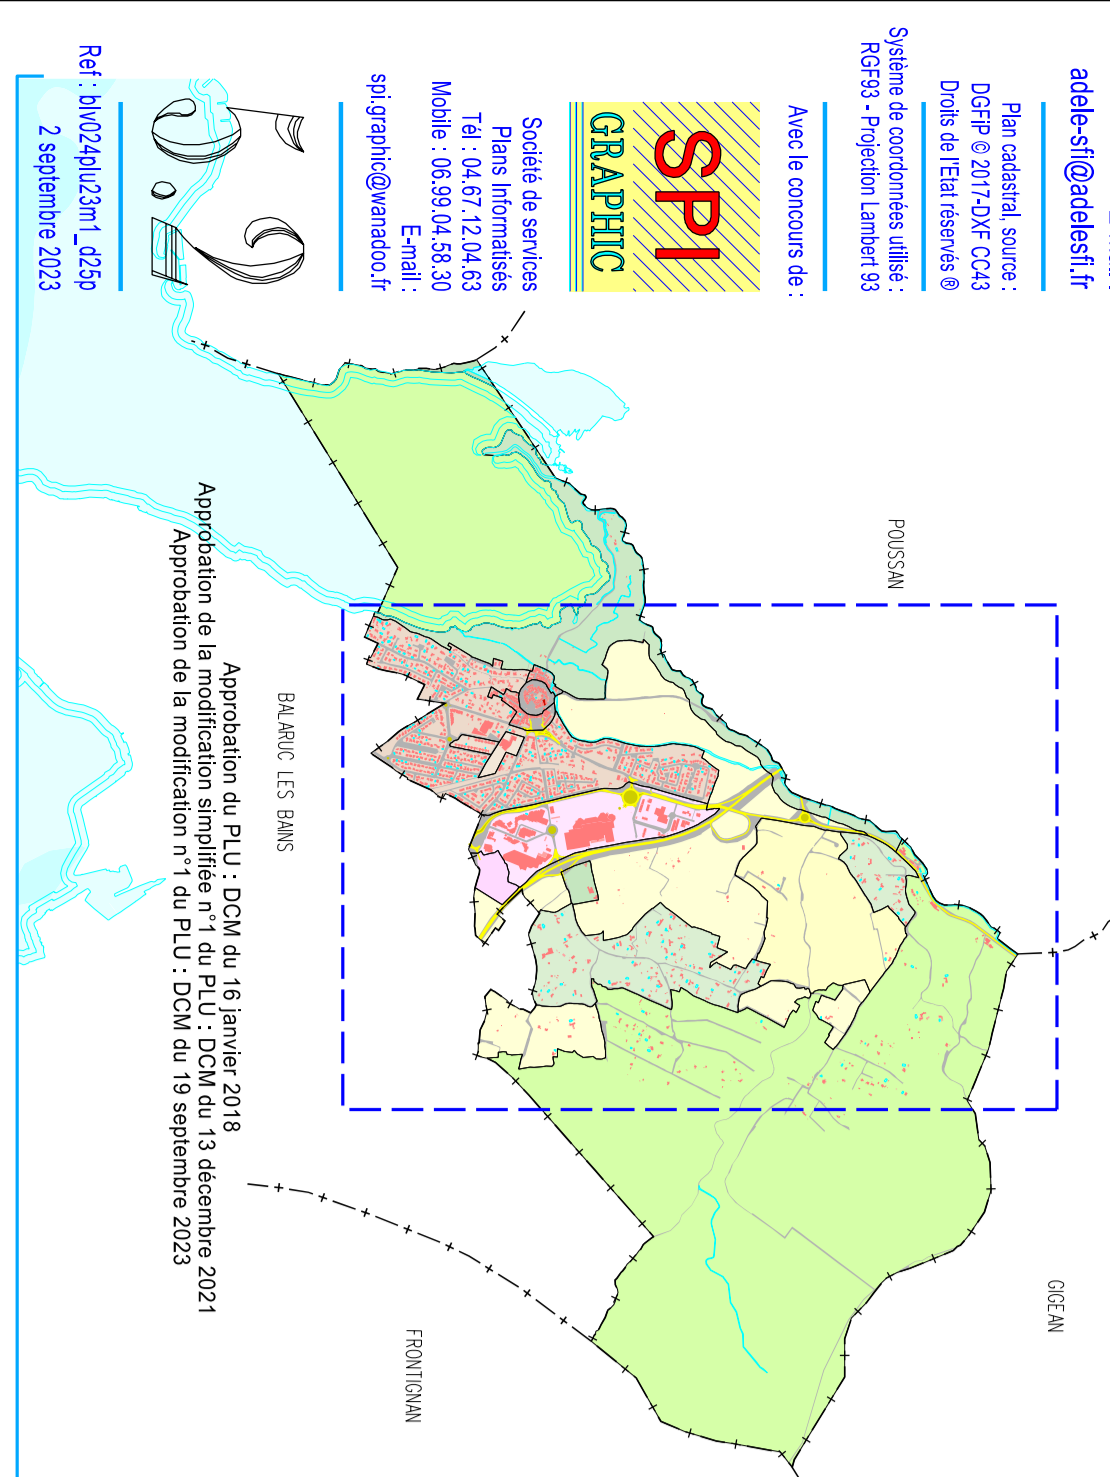 adele-sfi@adelesfi.fr
Plan cadastral, source :
DGFiP © 2017-DXF CC43
Droits de l'Etat réservés ®
Système de coordonnées utilisé :
RGF93 - Projection Lambert 93
Avec le concours de :
SPI
GRAPHIC
Société de services
Plans Informatisés
Tél : 04.67.12.04.63
Mobile : 06.99.04.58.30
E-mail :
spi.graphic@wanadoo.fr
Ref : blv024plu23m1_d25p
2 septembre 2023
POUSSAN
GIGEAN
BALARUC LES BAINS
FRONTIGNAN
Approbation du PLU : DCM du 16 janvier 2018
Approbation de la modification simplifiée n°1 du PLU : DCM du 13 décembre 2021
Approbation de la modification n°1 du PLU : DCM du 19 septembre 2023